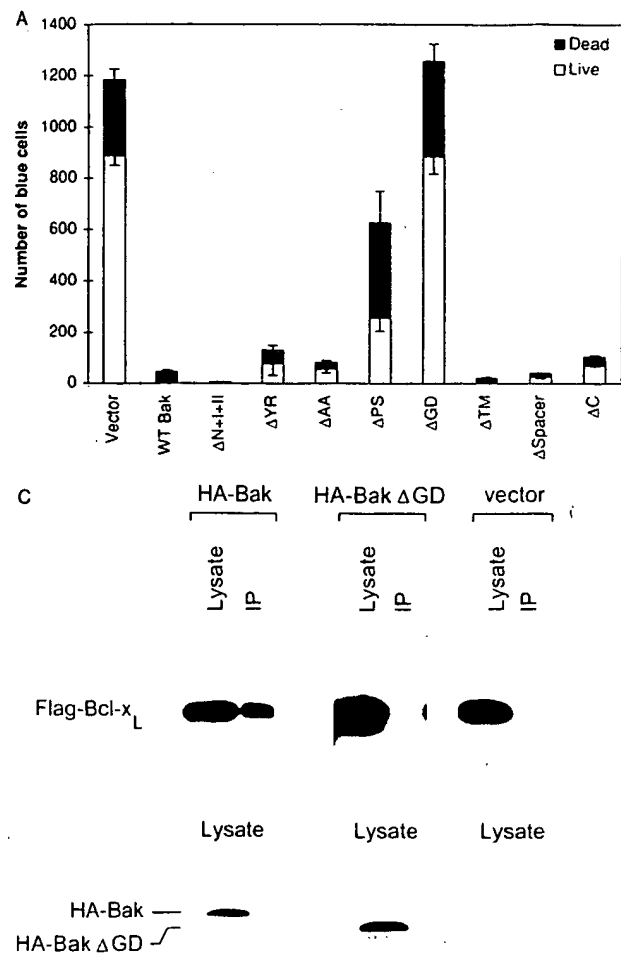 A
1400
1200
1000
800
600
400
200
0
Number of blue cells
Dead
Live
Vector
WT Bak
ΔN+I+II
ΔYR
ΔAA
ΔPS
ΔGD
ΔTM
ΔSpacer
ΔC
C
HA-Bak
HA-Bak ΔGD
vector
Lysate
IP
Lysate
IP
Lysate
IP
Flag-Bcl-xL
Lysate
Lysate
Lysate
HA-Bak
HA-Bak ΔGD